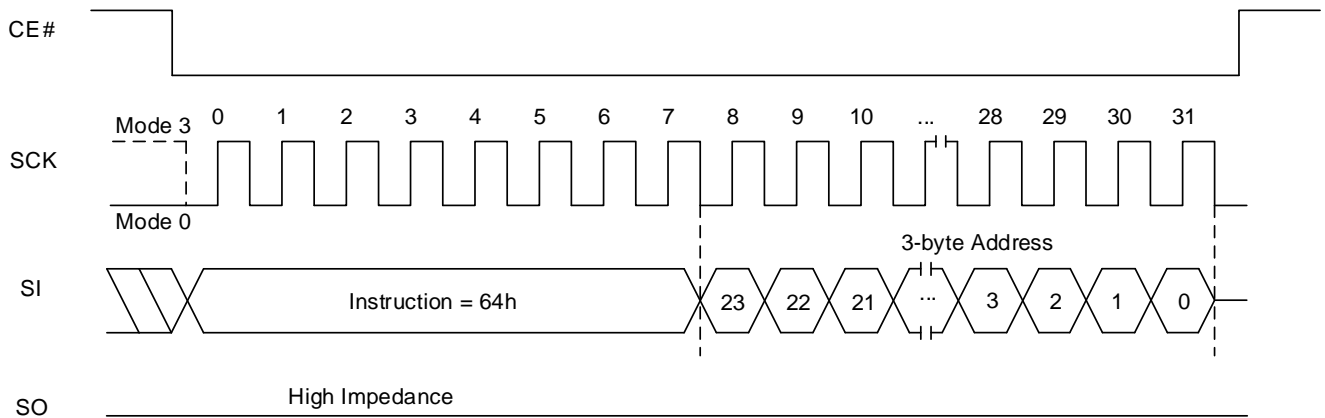 CE#
Mode 3
0 1 2 3 4 5 6 7 8 9 10 ... 28 29 30 31
SCK
Mode 0
3-byte Address
SI
Instruction = 64h
23 22 21 ... 3 2 1 0
High Impedance
SO